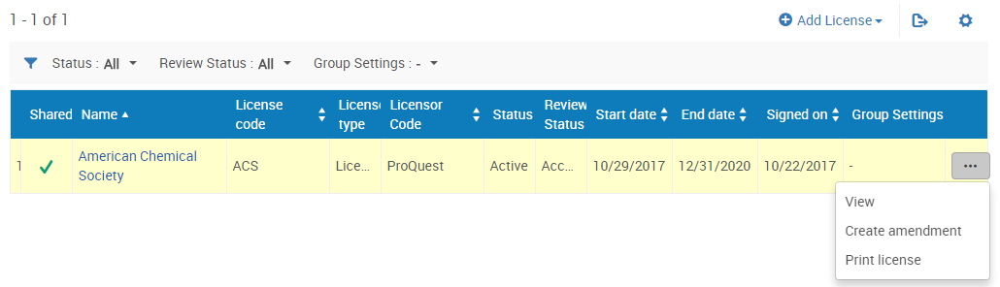 1 - 1 of 1
Add License
Status : All
Review Status : All
Group Settings : -
Shared
Name
License
code
License
type
Licensor
Code
Status
Review
Status
Start date
End date
Signed on
Group Settings
1
American Chemical
Society
ACS
Lice...
ProQuest
Active
Acc...
10/29/2017
12/31/2020
10/22/2017
-
View
Create amendment
Print license